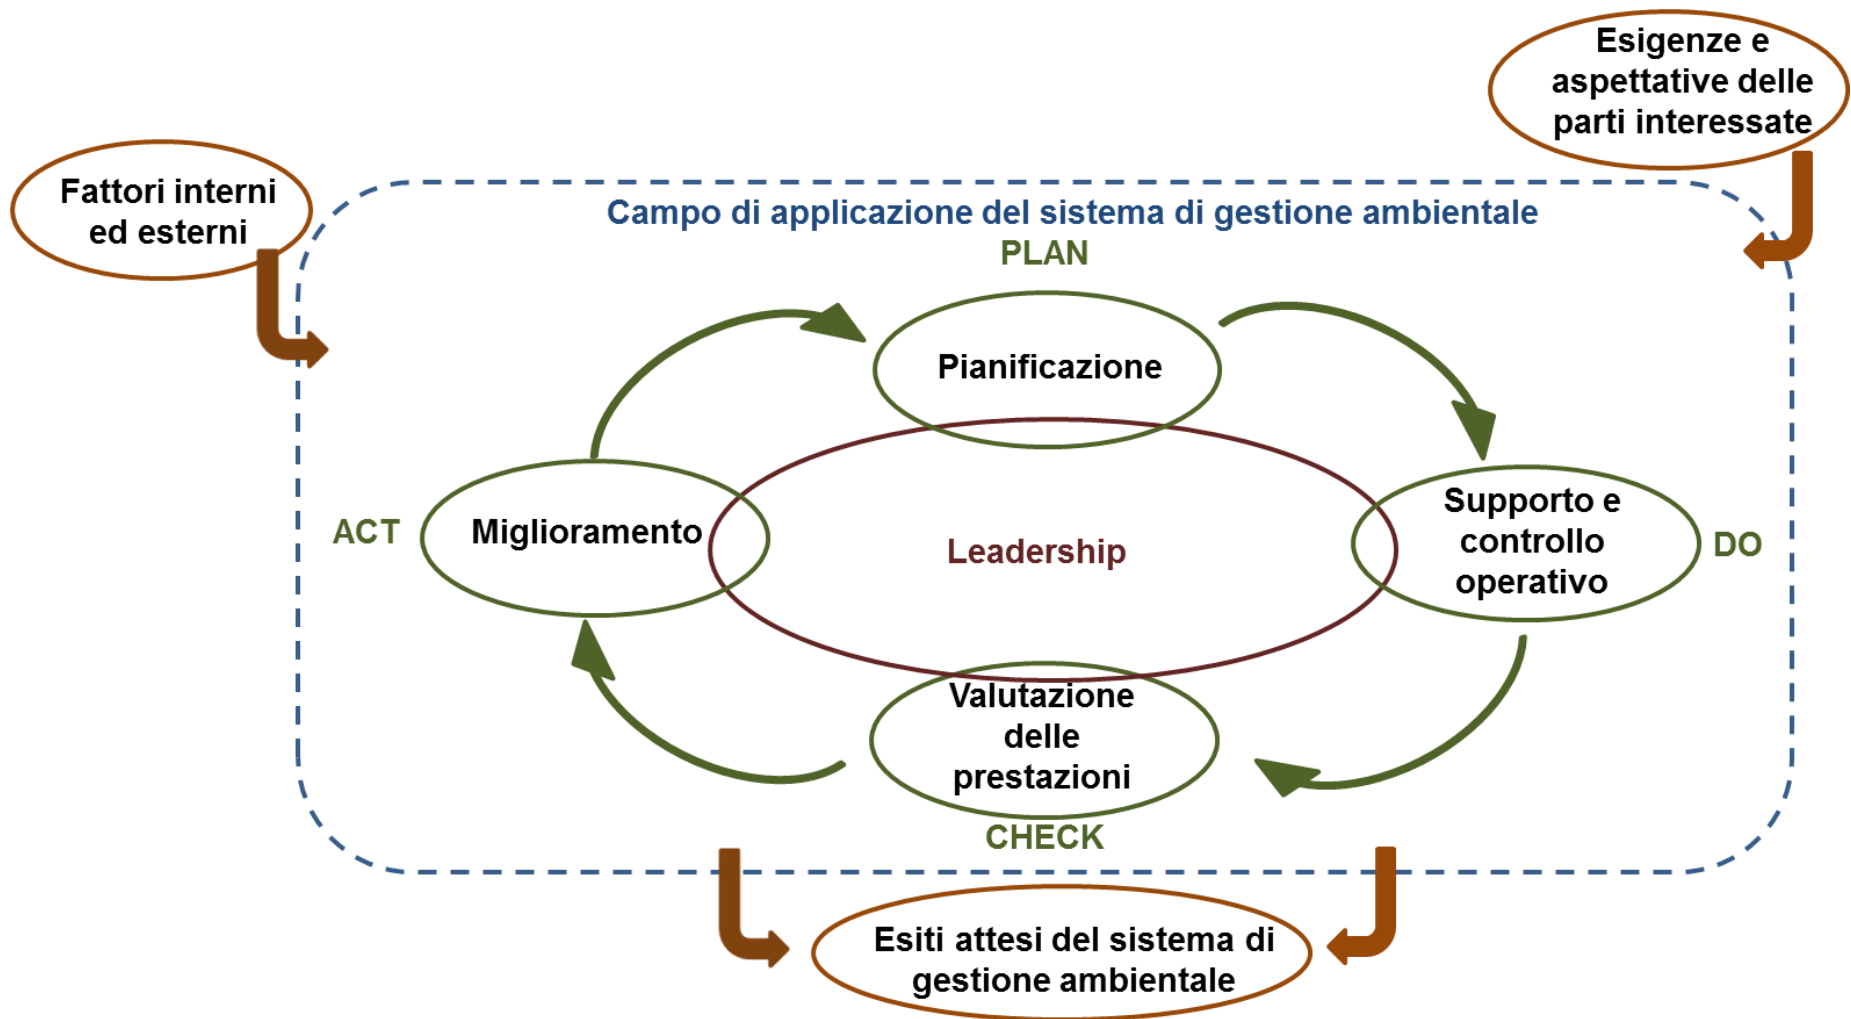 Esigenze e
aspettative delle
parti interessate
Fattori interni
ed esterni
Campo di applicazione del sistema di gestione ambientale
PLAN
Pianificazione
ACT
Miglioramento
Leadership
Supporto e
controllo
operativo
DO
Valutazione
delle
prestazioni
CHECK
Esiti attesi del sistema di
gestione ambientale